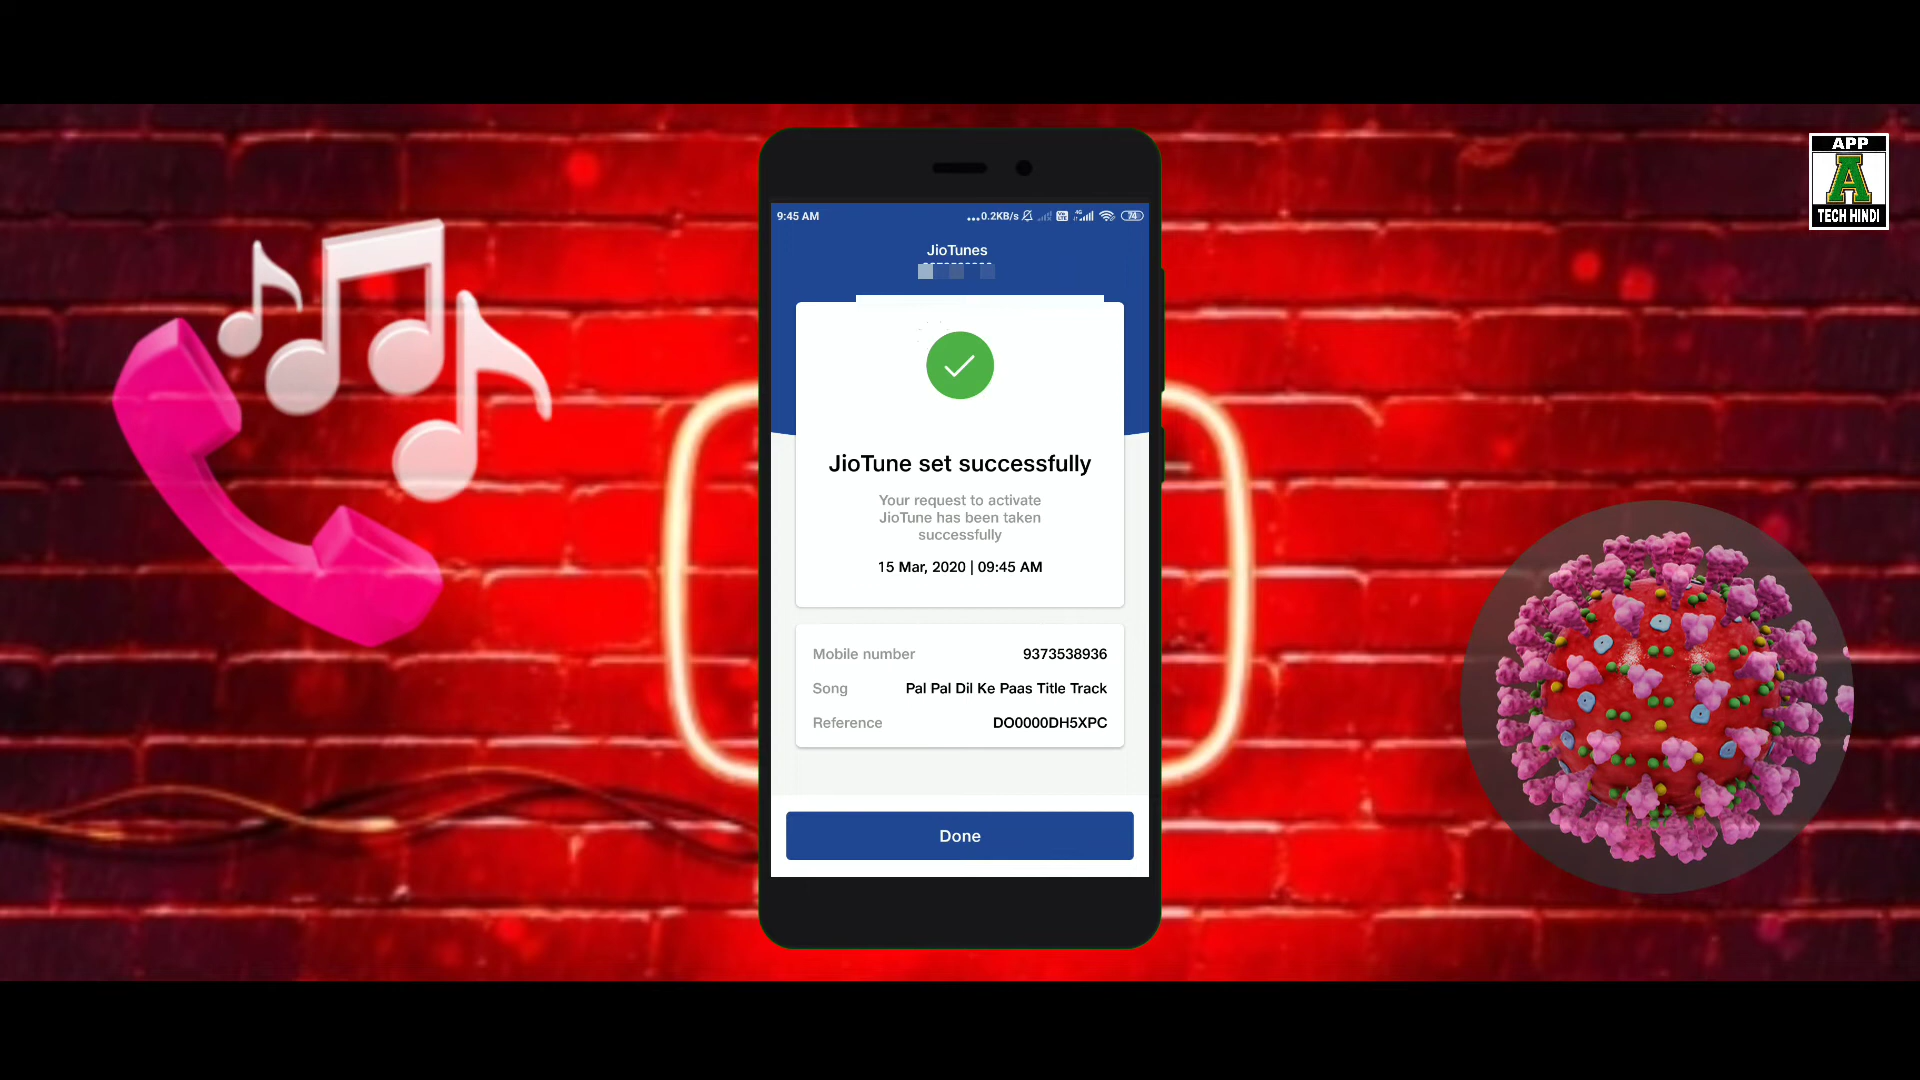 APP
A
TECH HINDI
9:45 AM
...0.2KB/s
4G
74
JioTunes
JioTune set successfully
Your request to activate
JioTune has been taken
successfully
15 Mar, 2020 | 09:45 AM
Mobile number 9373538936
Song Pal Pal Dil Ke Paas Title Track
Reference DO0000DH5XPC
Done